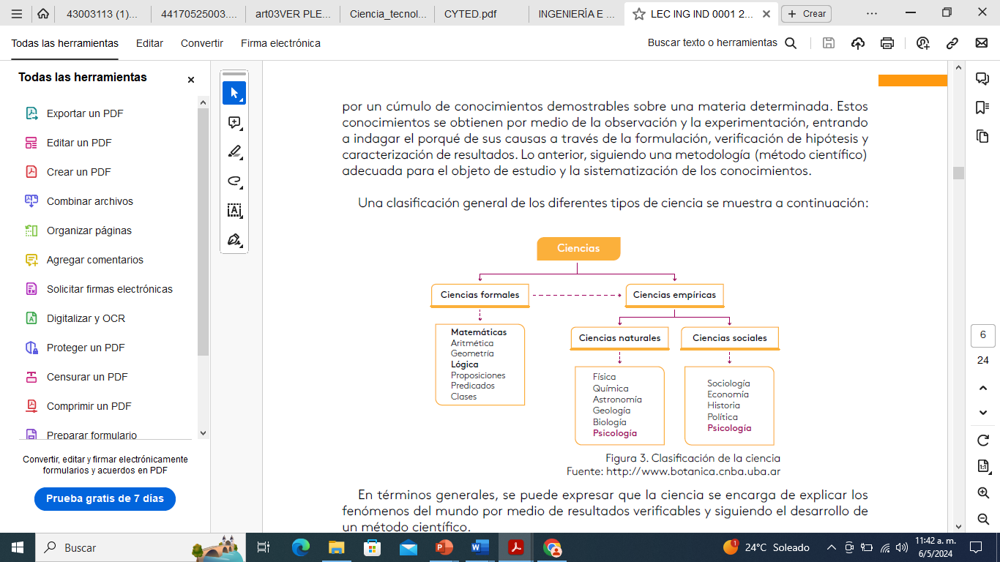 43003113 (1)...
44170525003....
art03VER PLE...
Ciencia_tecnol...
CYTED.pdf
INGENIERÍA E ...
LEC ING IND 0001 2...
Crear
Todas las herramientas
Editar
Convertir
Firma electrónica
Buscar texto o herramientas
Todas las herramientas
Exportar un PDF
Editar un PDF
Crear un PDF
Combinar archivos
Organizar páginas
Agregar comentarios
Solicitar firmas electrónicas
Digitalizar y OCR
Proteger un PDF
Censurar un PDF
Comprimir un PDF
Preparar formulario
Convertir, editar y firmar electrónicamente
formularios y acuerdos en PDF
Prueba gratis de 7 días
por un cúmulo de conocimientos demostrables sobre una materia determinada. Estos
conocimientos se obtienen por medio de la observación y la experimentación, entrando
a indagar el porqué de sus causas a través de la formulación, verificación de hipótesis y
caracterización de resultados. Lo anterior, siguiendo una metodología (método científico)
adecuada para el objeto de estudio y la sistematización de los conocimientos.
Una clasificación general de los diferentes tipos de ciencia se muestra a continuación:
Ciencias
Ciencias formales
Ciencias empíricas
Matemáticas
Aritmética
Geometría
Lógica
Proposiciones
Predicados
Clases
Ciencias naturales
Ciencias sociales
Física
Química
Astronomía
Geología
Biología
Psicología
Sociología
Economía
Historia
Política
Psicología
Figura 3. Clasificación de la ciencia
Fuente: http://www.botanica.cnba.uba.ar
En términos generales, se puede expresar que la ciencia se encarga de explicar los
fenómenos del mundo por medio de resultados verificables y siguiendo el desarrollo de
un método científico.
6
24
1:1
Buscar
1
24°C Soleado
11:42 a. m.
6/5/2024